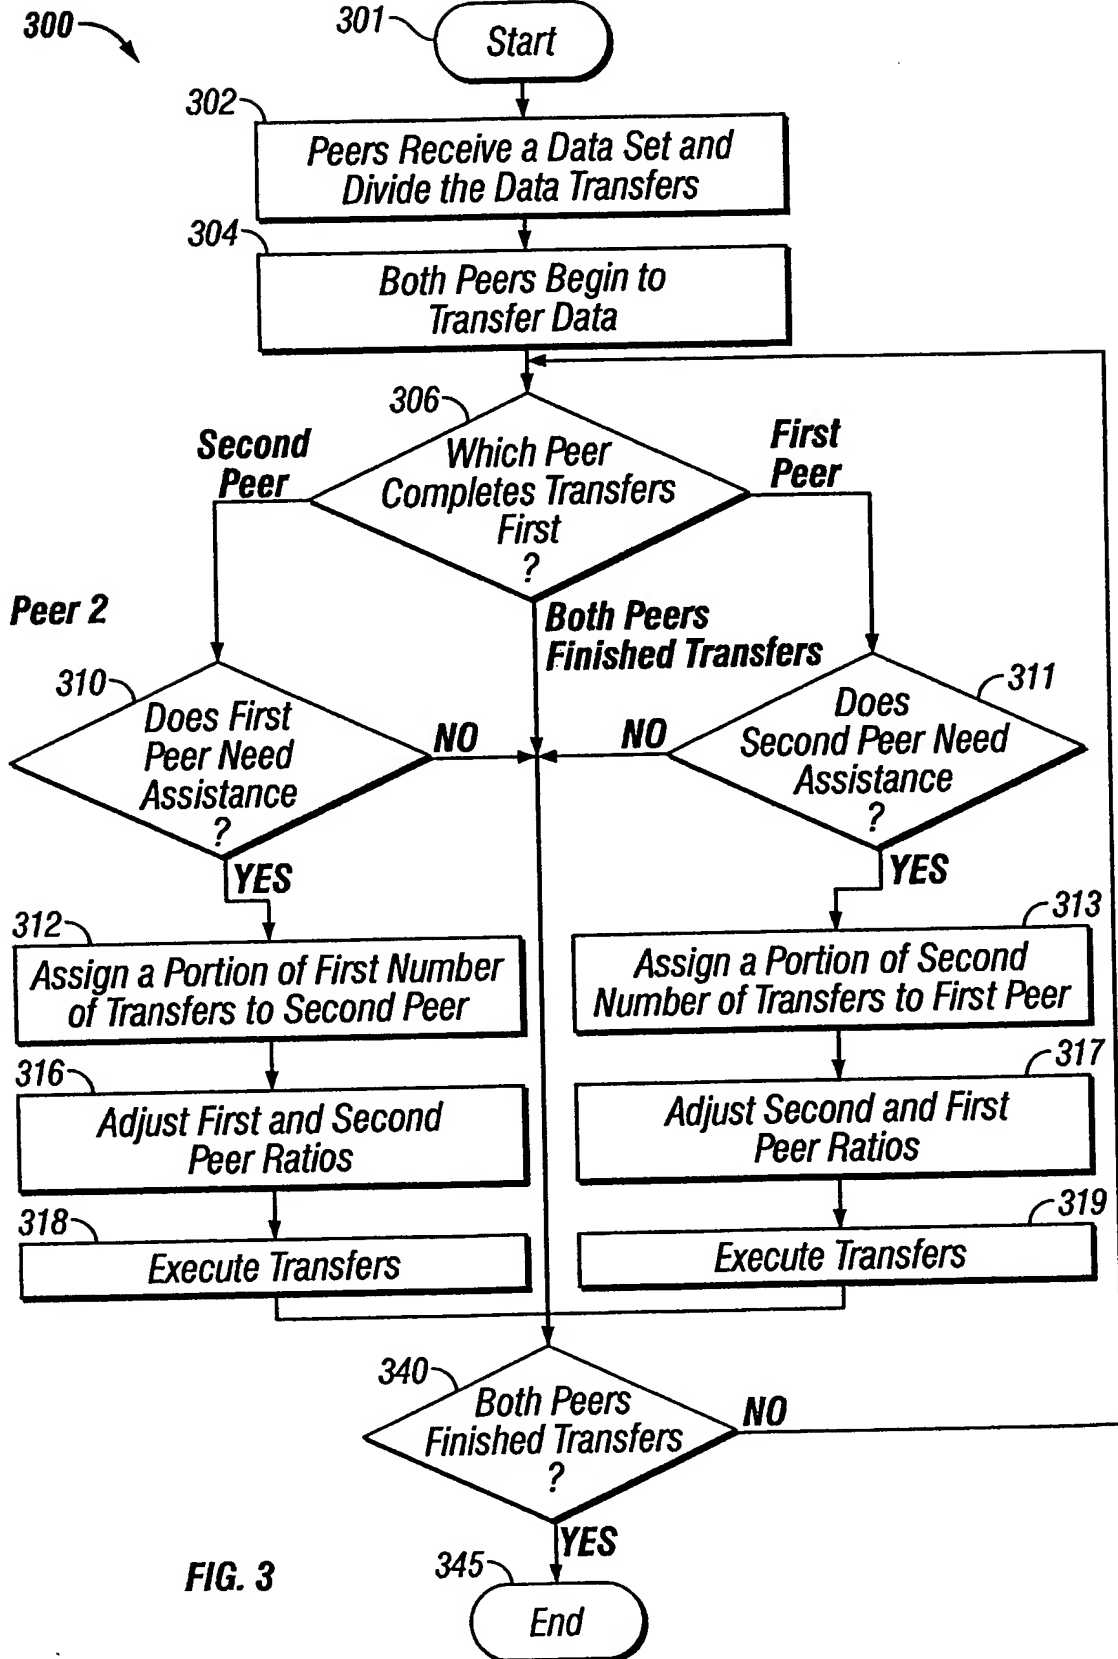 300
301
Start
302
Peers Receive a Data Set and
Divide the Data Transfers
304
Both Peers Begin to
Transfer Data
306
Which Peer
Completes Transfers
First
?
Second
Peer
First
Peer
Both Peers
Finished Transfers
Peer 2
310
Does First
Peer Need
Assistance
?
NO
YES
311
Does
Second Peer Need
Assistance
?
NO
YES
312
Assign a Portion of First Number
of Transfers to Second Peer
313
Assign a Portion of Second
Number of Transfers to First Peer
316
Adjust First and Second
Peer Ratios
317
Adjust Second and First
Peer Ratios
318
Execute Transfers
319
Execute Transfers
340
Both Peers
Finished Transfers
?
NO
YES
345
End
FIG. 3